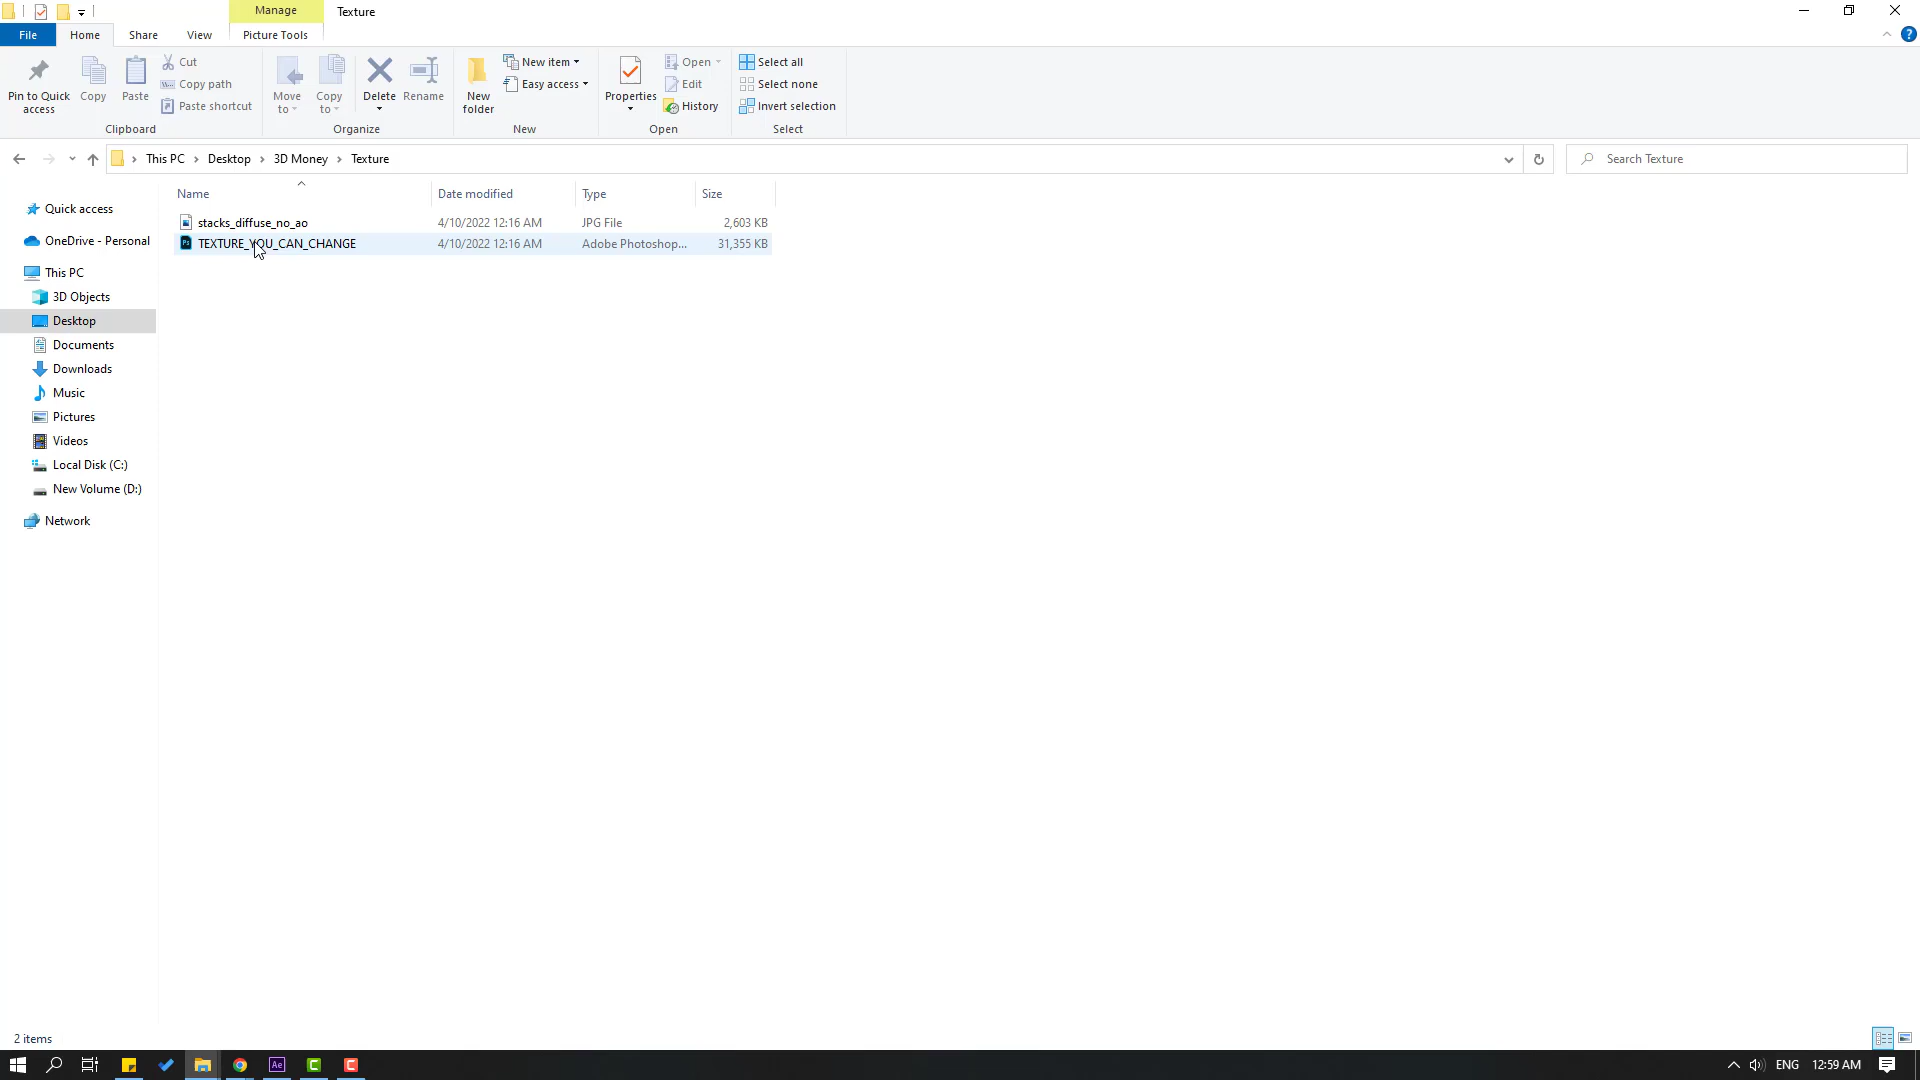 Manage
Texture
File
Home
Share
View
Picture Tools
Pin to Quick access
Copy
Paste
Cut
Copy path
Paste shortcut
Clipboard
Move to
Copy to
Delete
Rename
Organize
New folder
New item
Easy access
New
Properties
Open
Edit
History
Open
Select all
Select none
Invert selection
Select
This PC
Desktop
3D Money
Texture
Search Texture
Name
Date modified
Type
Size
stacks_diffuse_no_ao
4/10/2022 12:16 AM
JPG File
2,603 KB
TEXTURE_YOU_CAN_CHANGE
4/10/2022 12:16 AM
Adobe Photoshop...
31,355 KB
Quick access
OneDrive - Personal
This PC
3D Objects
Desktop
Documents
Downloads
Music
Pictures
Videos
Local Disk (C:)
New Volume (D:)
Network
2 items
Ae
C
C
ENG
12:59 AM